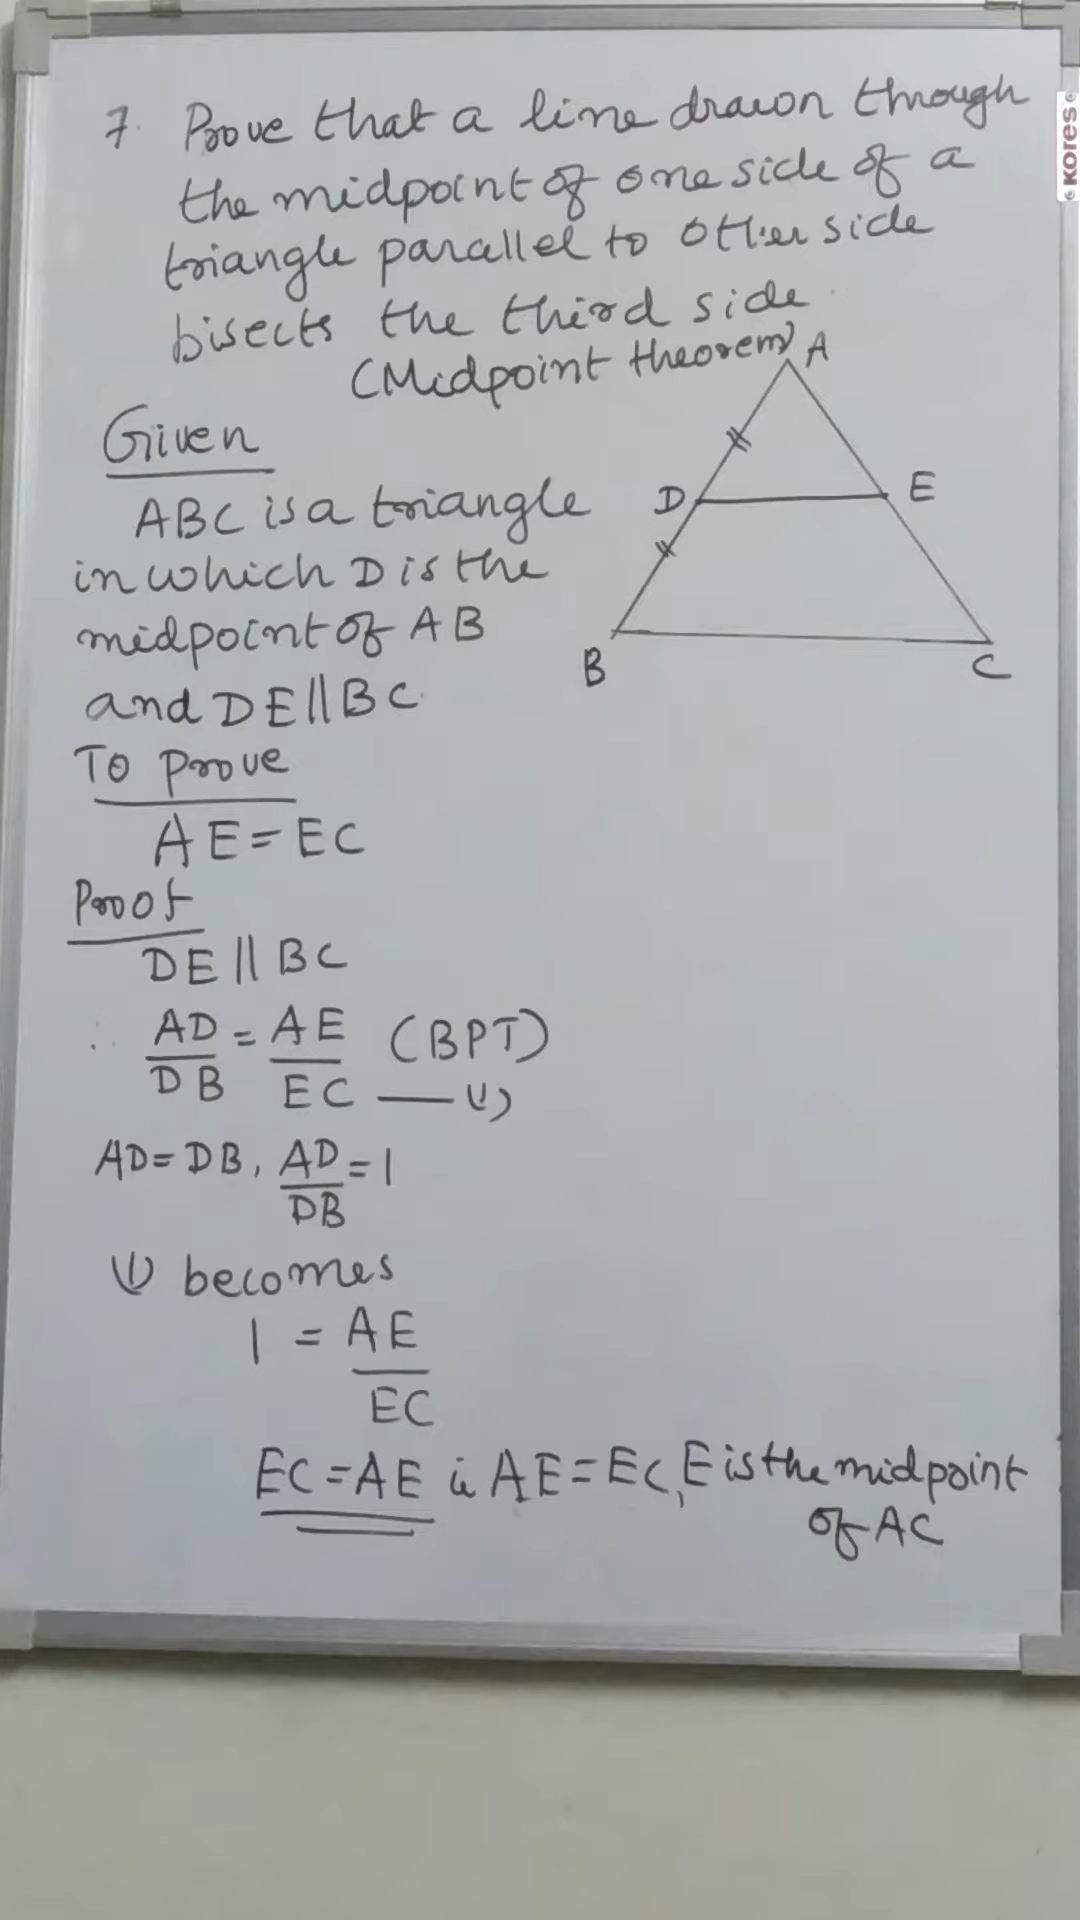 7. Prove that a line drawn through
the midpoint of one side of a
triangle parallel to other side
bisects the third side.
(Midpoint theorem)
A
D E
B C
Given
ABC is a triangle
in which D is the
midpoint of AB
and DE || BC.
To prove
AE = EC
Proof
DE || BC
∴ AD/DB = AE/EC (BPT) — (1)
AD = DB, AD/DB = 1
(1) becomes
1 = AE/EC
EC = AE ie AE = EC, E is the midpoint
of AC
KORES